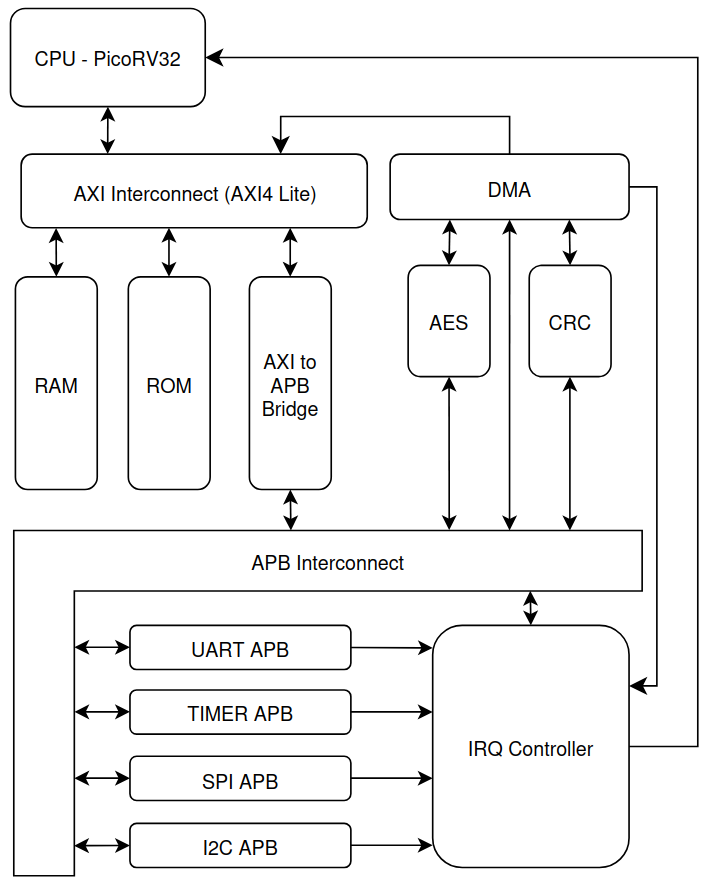 CPU - PicoRV32
AXI Interconnect (AXI4 Lite)
DMA
RAM
ROM
AXI to
APB
Bridge
AES
CRC
APB Interconnect
UART APB
TIMER APB
SPI APB
I2C APB
IRQ Controller